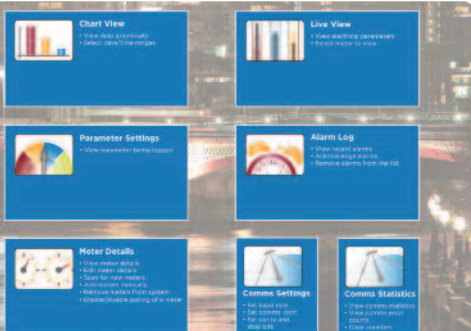 Chart View
• View data graphically
• Select date/time ranges
Live View
• View electrical parameters
• Select meter to view
Parameter Settings
• View parameter being logged
Alarm Log
• View recent alarms
• Acknowledge alarms
• Remove alarms from the list
Meter Details
• View meter details
• Edit meter details
• Scan for new meters
• Add meters manually
• Remove meters from system
• Enable/disable polling of a meter
Comms Settings
• Set baud rate
• Set comms port
• Set parity and
stop bits
Comms Statistics
• View comms statistics
• View comms error
counts
• Clear counters